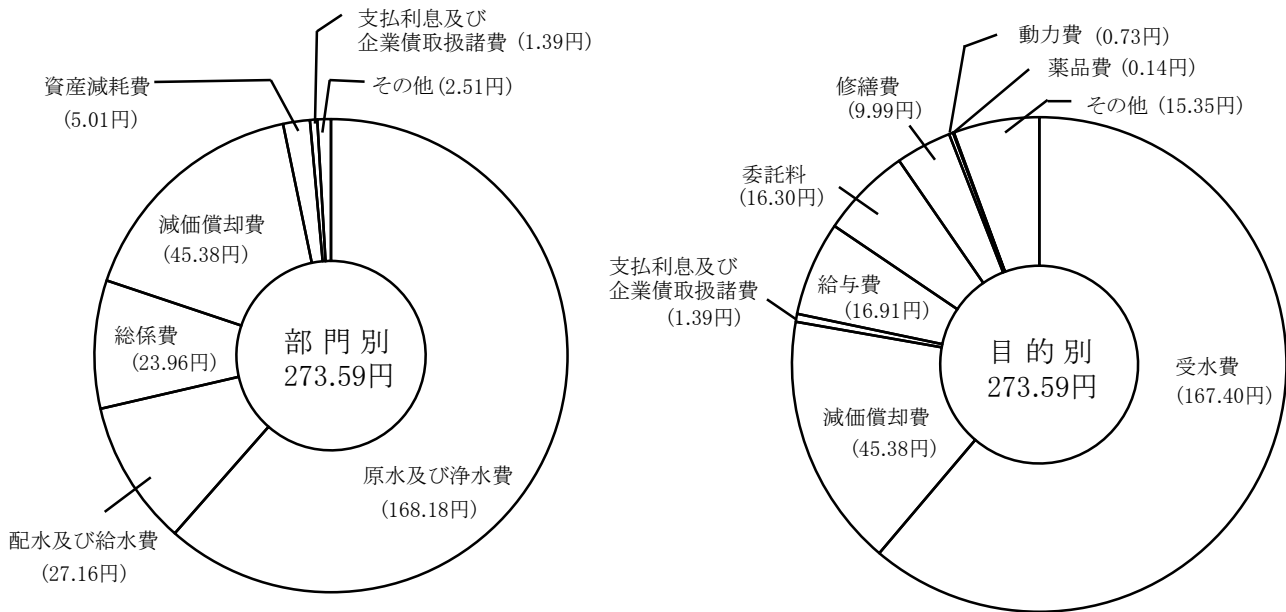 支払利息及び
企業債取扱諸費 (1.39円)
資産減耗費
(5.01円)
その他 (2.51円)
減価償却費
(45.38円)
総係費
(23.96円)
部門別
273.59円
原水及び浄水費
(168.18円)
配水及び給水費
(27.16円)
動力費 (0.73円)
薬品費 (0.14円)
修繕費
(9.99円)
その他 (15.35円)
委託料
(16.30円)
支払利息及び
企業債取扱諸費
(1.39円)
給与費
(16.91円)
目的別
273.59円
受水費
(167.40円)
減価償却費
(45.38円)